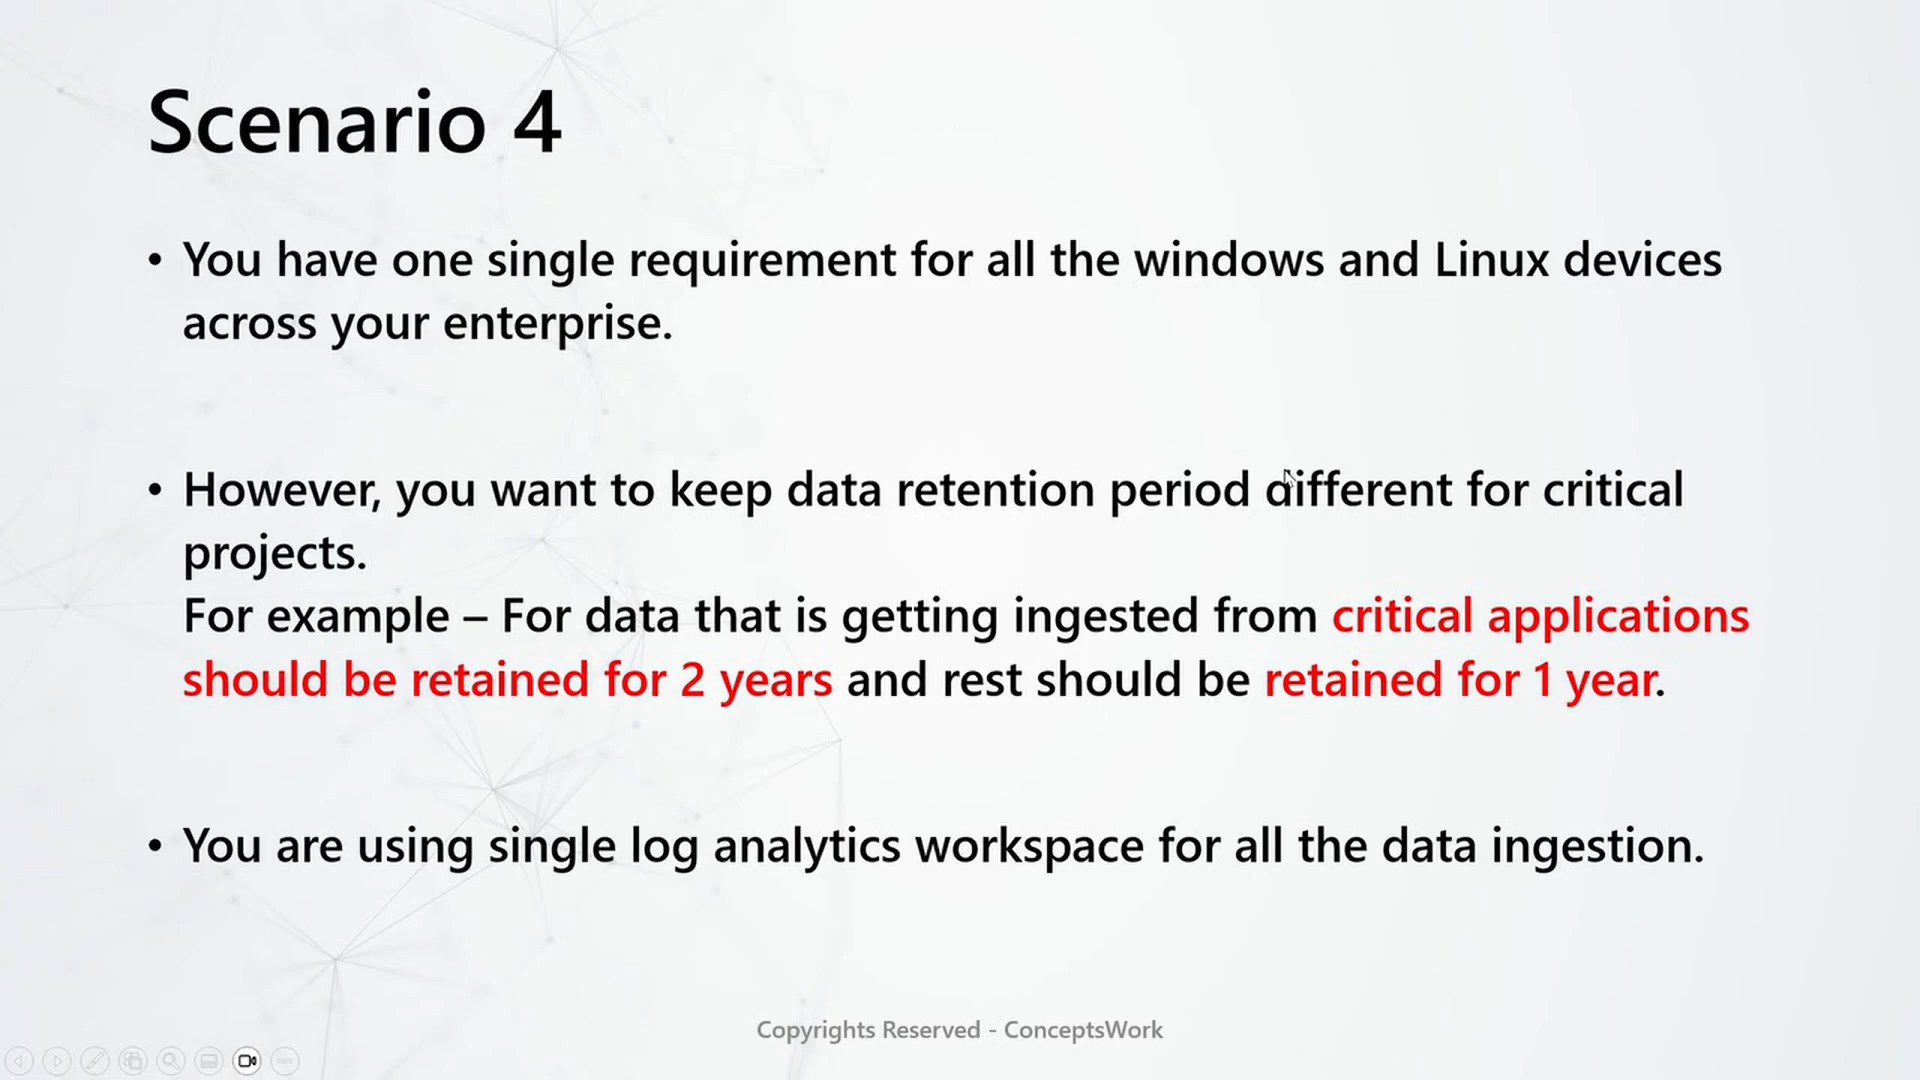 Scenario 4
• You have one single requirement for all the windows and Linux devices
across your enterprise.
• However, you want to keep data retention period different for critical
projects.
For example – For data that is getting ingested from critical applications
should be retained for 2 years and rest should be retained for 1 year.
• You are using single log analytics workspace for all the data ingestion.
Copyrights Reserved - ConceptsWork